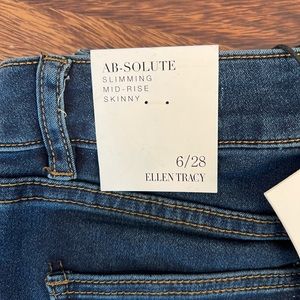 AB-SOLUTE
SLIMMING
MID-RISE
SKINNY
6/28
ELLEN TRACY